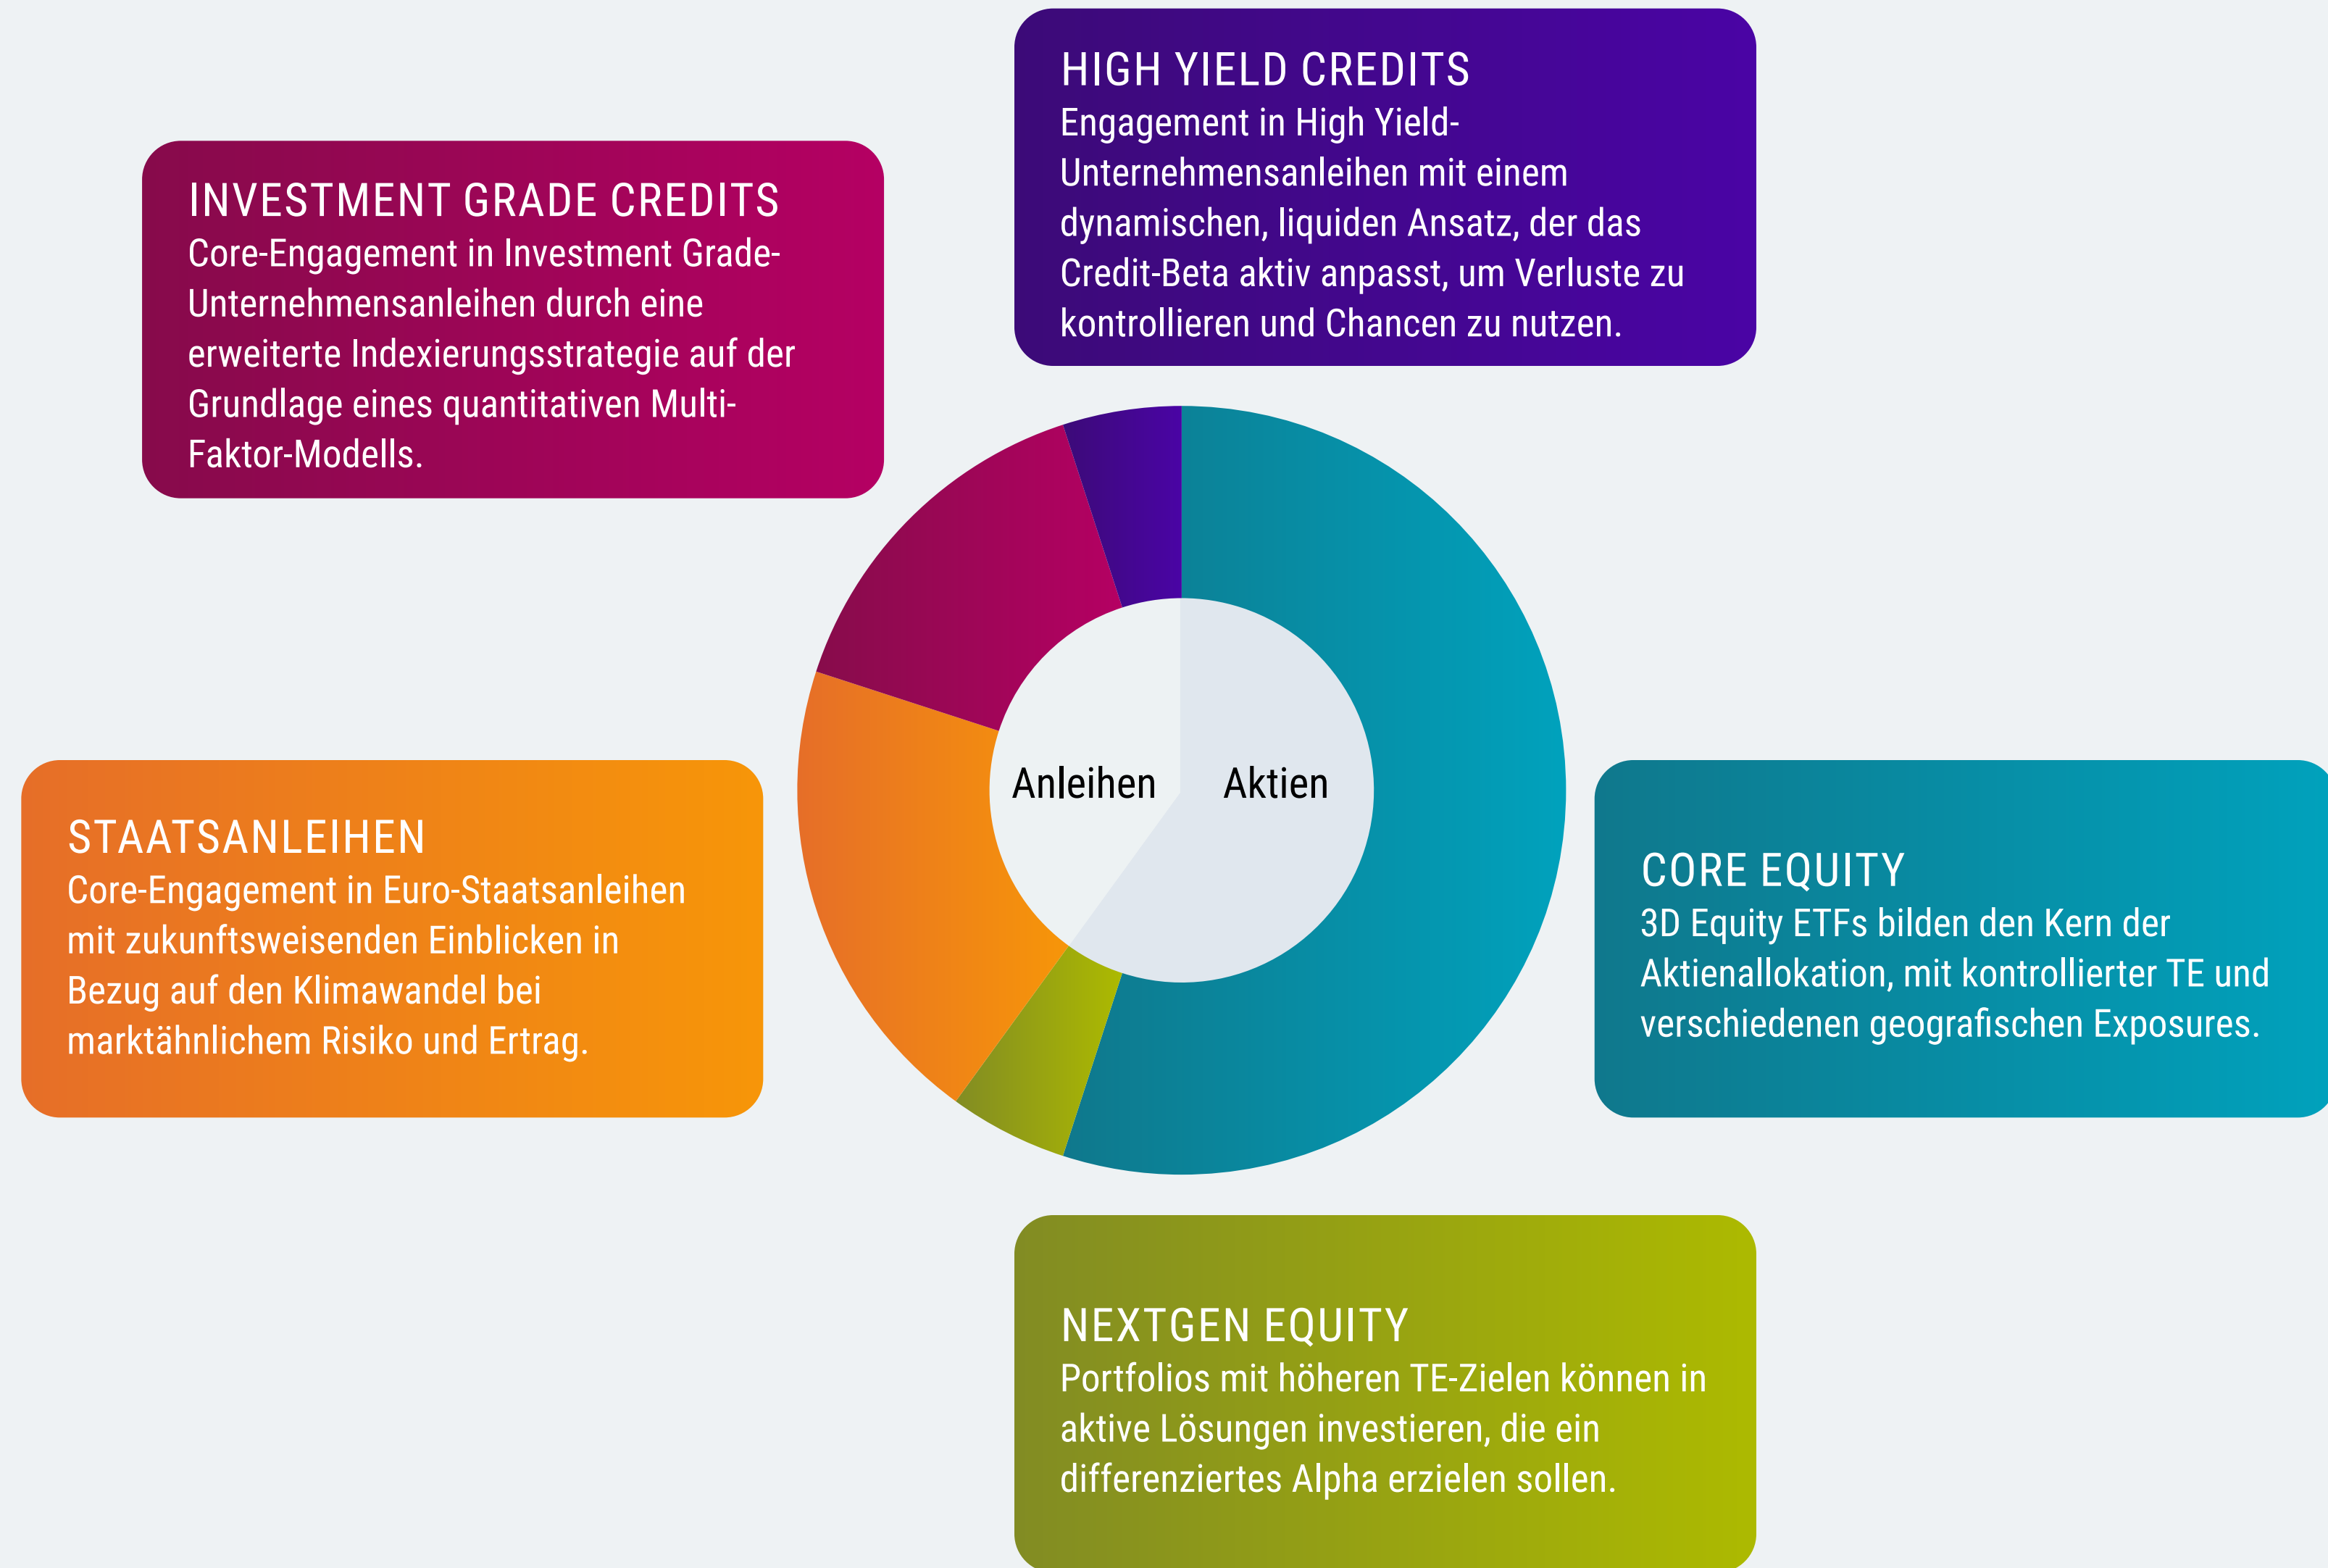 HIGH YIELD CREDITS
Engagement in High Yield-
Unternehmensanleihen mit einem
dynamischen, liquiden Ansatz, der das
Credit-Beta aktiv anpasst, um Verluste zu
kontrollieren und Chancen zu nutzen.
INVESTMENT GRADE CREDITS
Core-Engagement in Investment Grade-
Unternehmensanleihen durch eine
erweiterte Indexierungsstrategie auf der
Grundlage eines quantitativen Multi-
Faktor-Modells.
Anleihen
Aktien
STAATSANLEIHEN
Core-Engagement in Euro-Staatsanleihen
mit zukunftsweisenden Einblicken in
Bezug auf den Klimawandel bei
marktähnlichem Risiko und Ertrag.
CORE EQUITY
3D Equity ETFs bilden den Kern der
Aktienallokation, mit kontrollierter TE und
verschiedenen geografischen Exposures.
NEXTGEN EQUITY
Portfolios mit höheren TE-Zielen können in
aktive Lösungen investieren, die ein
differenziertes Alpha erzielen sollen.